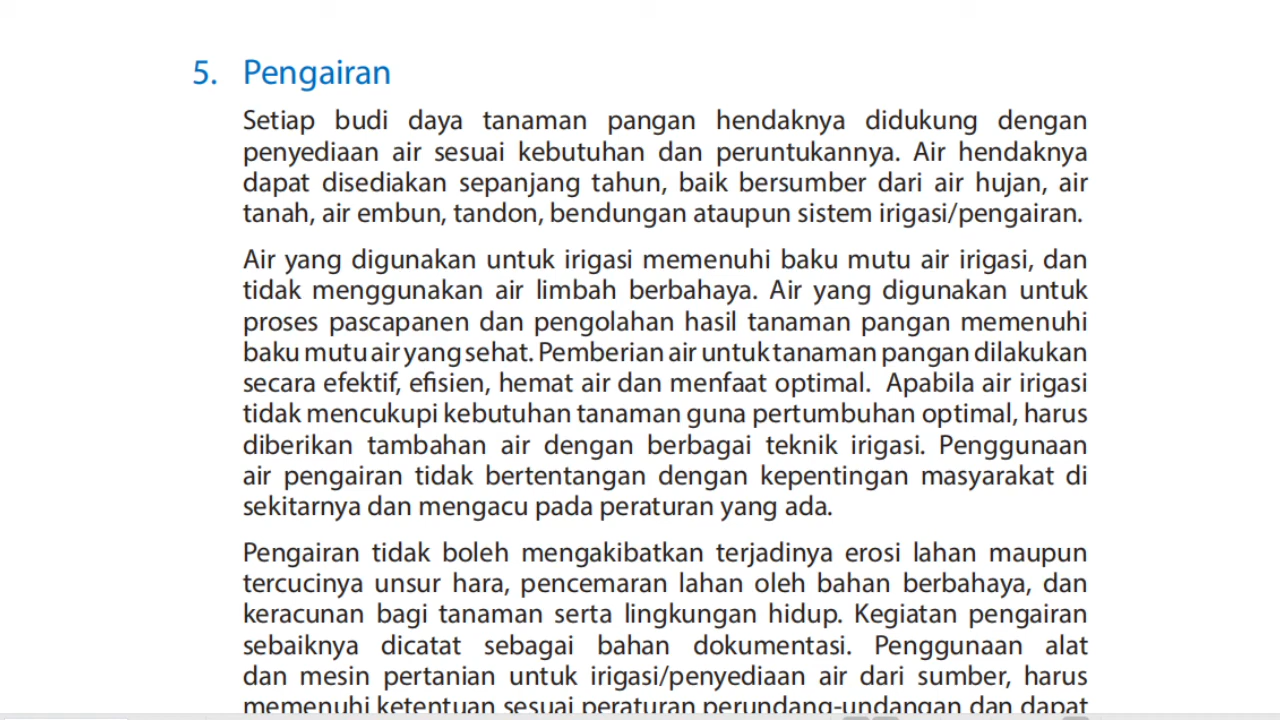 5. Pengairan
Setiap budi daya tanaman pangan hendaknya didukung dengan
penyediaan air sesuai kebutuhan dan peruntukannya. Air hendaknya
dapat disediakan sepanjang tahun, baik bersumber dari air hujan, air
tanah, air embun, tandon, bendungan ataupun sistem irigasi/pengairan.
Air yang digunakan untuk irigasi memenuhi baku mutu air irigasi, dan
tidak menggunakan air limbah berbahaya. Air yang digunakan untuk
proses pascapanen dan pengolahan hasil tanaman pangan memenuhi
baku mutu air yang sehat. Pemberian air untuk tanaman pangan dilakukan
secara efektif, efisien, hemat air dan menfaat optimal. Apabila air irigasi
tidak mencukupi kebutuhan tanaman guna pertumbuhan optimal, harus
diberikan tambahan air dengan berbagai teknik irigasi. Penggunaan
air pengairan tidak bertentangan dengan kepentingan masyarakat di
sekitarnya dan mengacu pada peraturan yang ada.
Pengairan tidak boleh mengakibatkan terjadinya erosi lahan maupun
tercucinya unsur hara, pencemaran lahan oleh bahan berbahaya, dan
keracunan bagi tanaman serta lingkungan hidup. Kegiatan pengairan
sebaiknya dicatat sebagai bahan dokumentasi. Penggunaan alat
dan mesin pertanian untuk irigasi/penyediaan air dari sumber, harus
memenuhi ketentuan sesuai peraturan perundang-undangan dan dapat